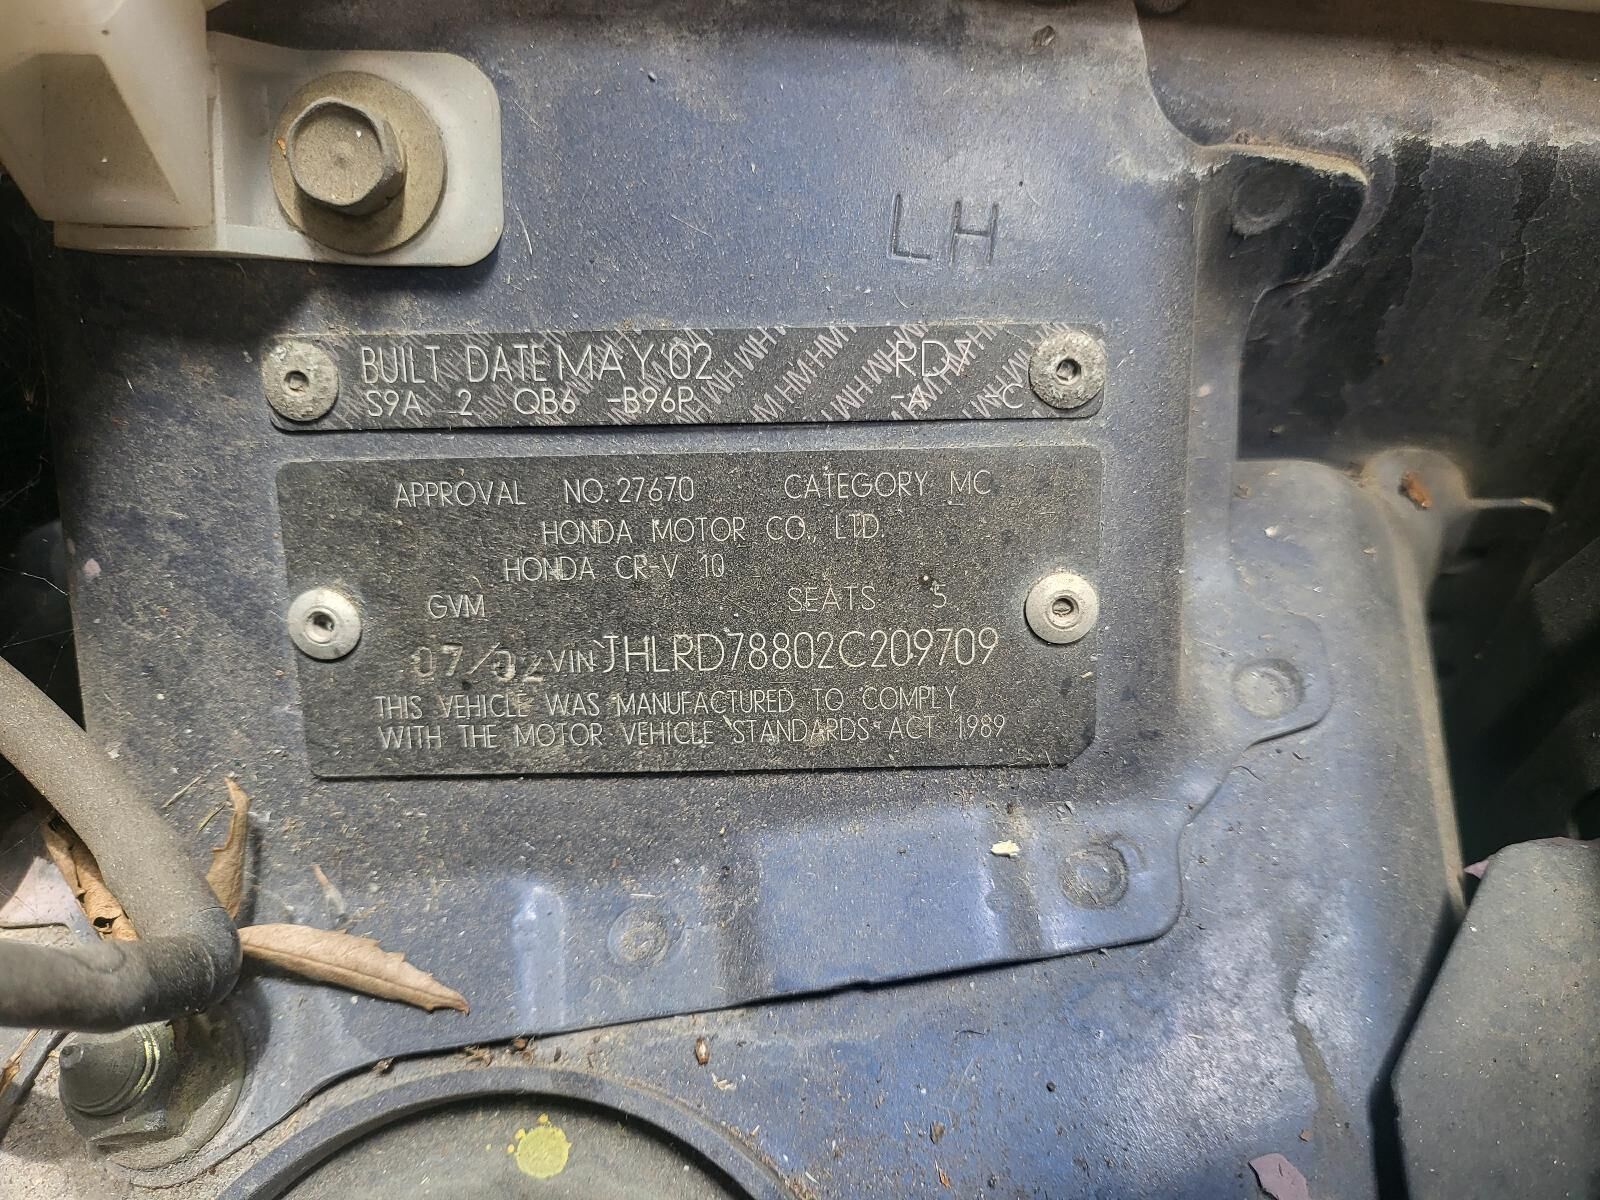 LH
BUILT DATE MAY'02 RD7
S9A 2 QB6 -B96P -4 -C
APPROVAL NO. 27670 CATEGORY MC
HONDA MOTOR CO., LTD.
HONDA CR-V 10
GVM SEATS 5
07/02 VIN JHLRD78802C209709
THIS VEHICLE WAS MANUFACTURED TO COMPLY
WITH THE MOTOR VEHICLE STANDARDS ACT 1989